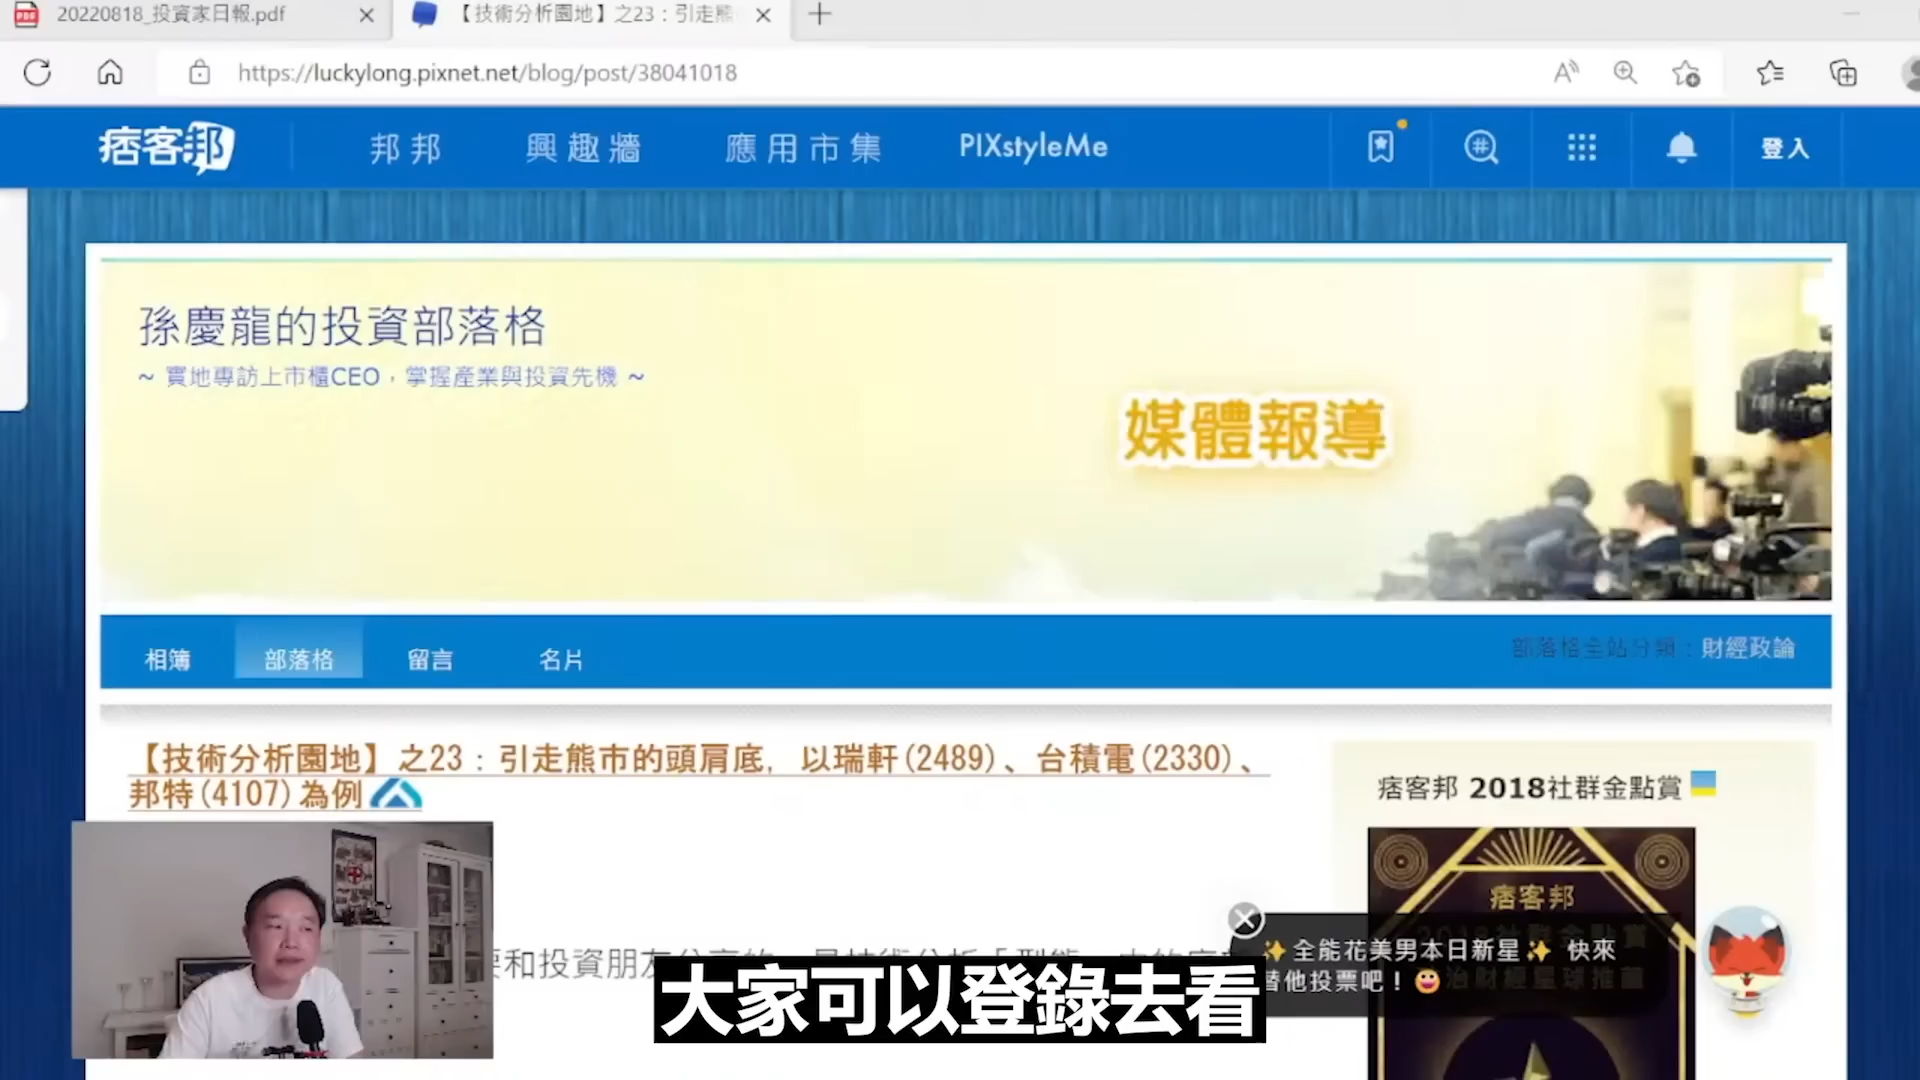 20220818_投資家日報.pdf
【技術分析園地】之23：引走熊
https://luckylong.pixnet.net/blog/post/38041018
痞客邦
邦邦
興趣牆
應用市集
PIXstyleMe
登入
孫慶龍的投資部落格
~ 實地專訪上市櫃CEO，掌握產業與投資先機 ~
媒體報導
相簿
部落格
留言
名片
部落格全站分類：財經政論
【技術分析園地】之23：引走熊市的頭肩底, 以瑞軒(2489)、台積電(2330)、
邦特(4107)為例
痞客邦 2018社群金點賞
痞客邦
和投資朋友分享的
✨全能花美男本日新星✨ 快來
替他投票吧！😀
大家可以登錄去看